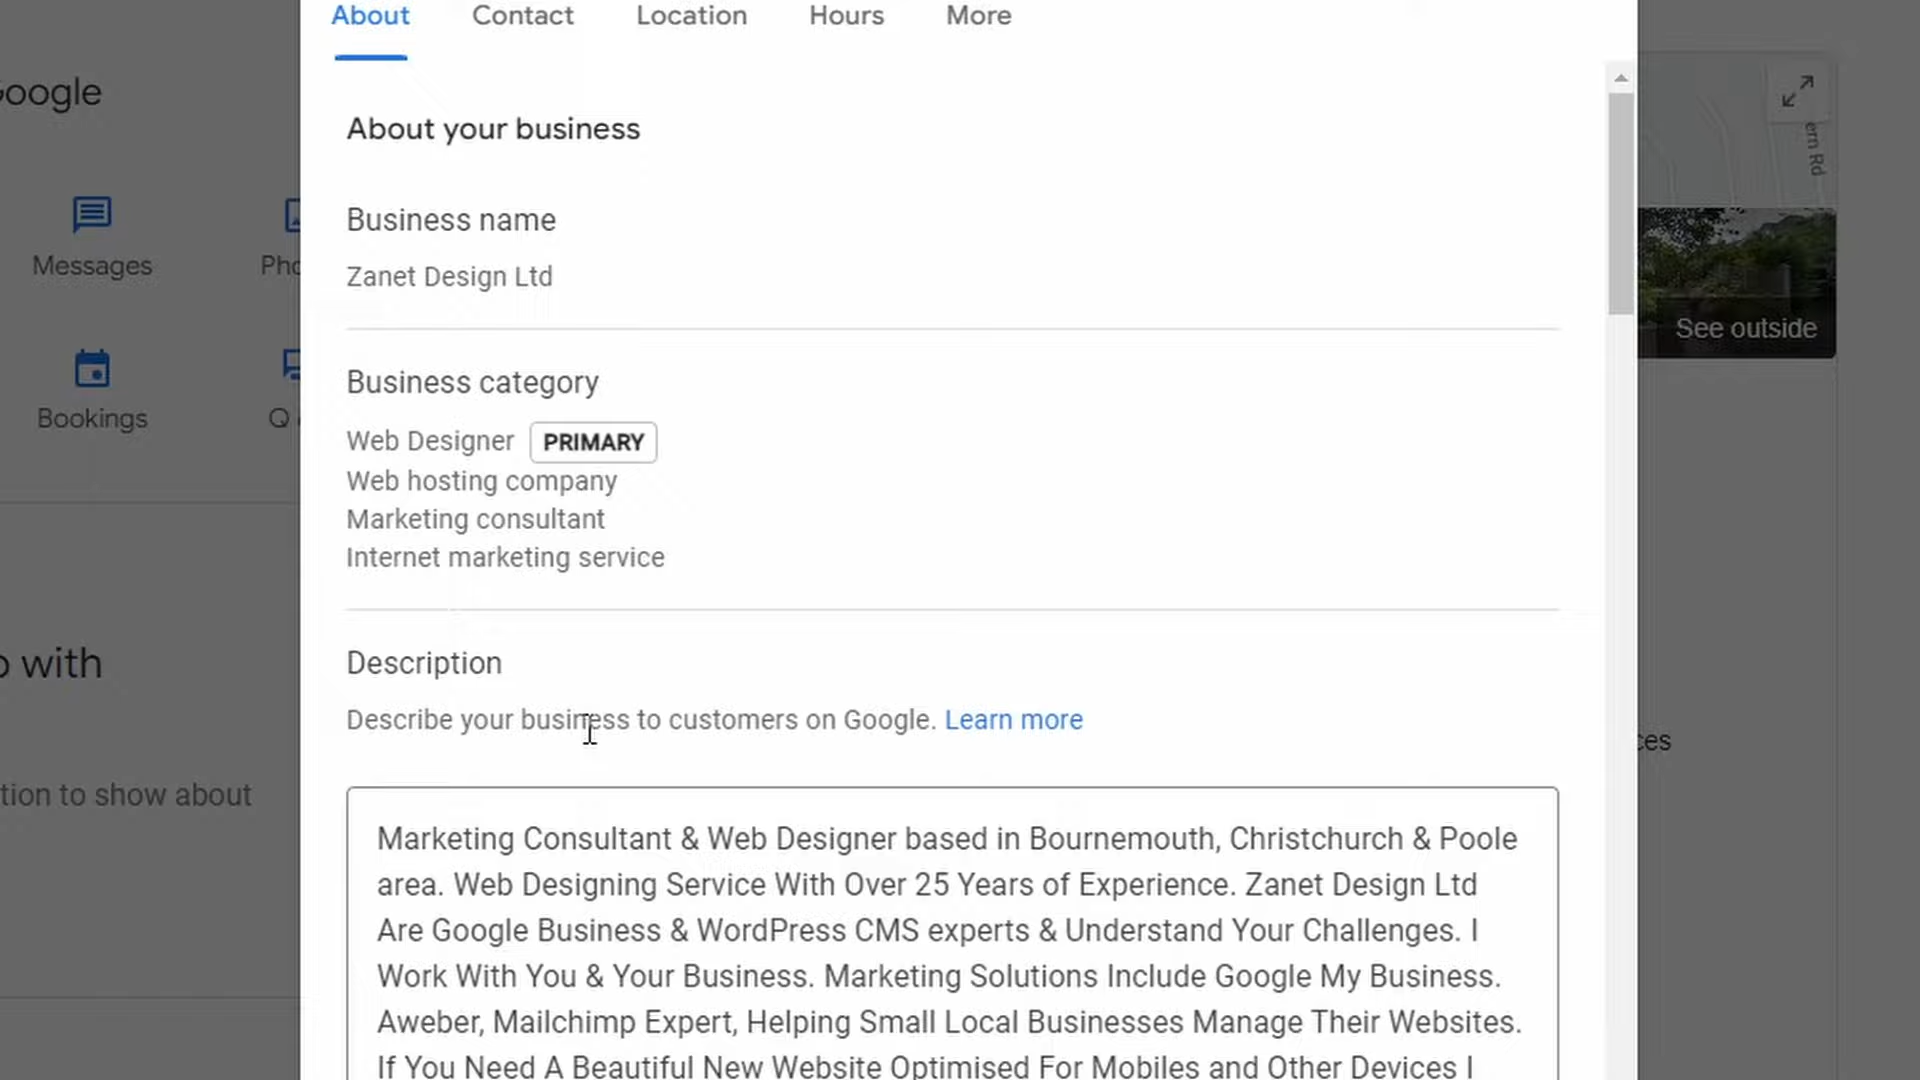 About Contact Location Hours More
Google
About your business
ern Rd
Business name
Messages
Zanet Design Ltd
See outside
Business category
Bookings
Web Designer PRIMARY
Web hosting company
Marketing consultant
Internet marketing service
with
Description
Describe your business to customers on Google. Learn more
tion to show about
Marketing Consultant & Web Designer based in Bournemouth, Christchurch & Poole
area. Web Designing Service With Over 25 Years of Experience. Zanet Design Ltd
Are Google Business & WordPress CMS experts & Understand Your Challenges. I
Work With You & Your Business. Marketing Solutions Include Google My Business.
Aweber, Mailchimp Expert, Helping Small Local Businesses Manage Their Websites.
If You Need A Beautiful New Website Optimised For Mobiles and Other Devices I